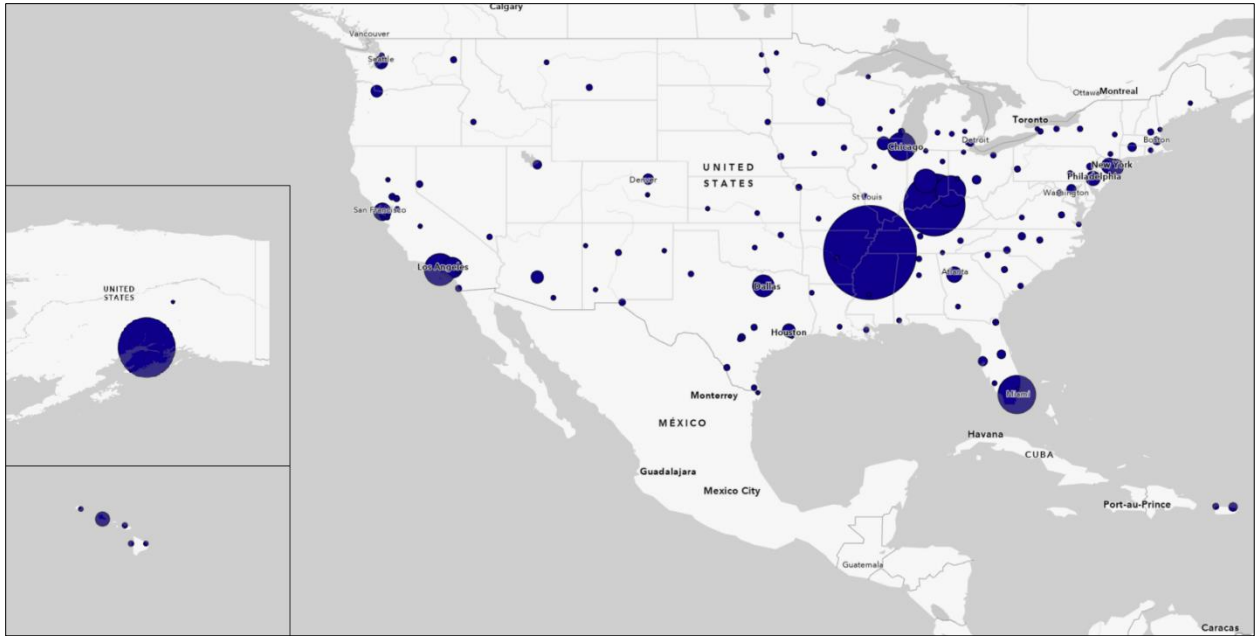 Calgary
Vancouver
Seattle
Ottawa Montreal
Toronto
Boston
Detroit
Chicago
New York
Philadelphia
Washington
UNITED
STATES
Denver
St Louis
San Francisco
Los Angeles
Atlanta
Dallas
UNITED
STATES
Houston
Miami
Monterrey
MÉXICO
Havana
CUBA
Guadalajara
Mexico City
Port-au-Prince
Guatemala
Caracas